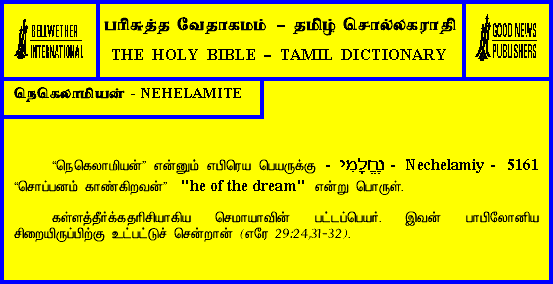 BELLWETHER
INTERNATIONAL
பரிசுத்த வேதாகமம் – தமிழ் சொல்லகராதி
THE HOLY BIBLE – TAMIL DICTIONARY
GOOD NEWS
PUBLISHERS
நெகெலாமியன் - NEHELAMITE
“நெகெலாமியன்” என்னும் எபிரெய பெயருக்கு - נֶחֱלָמִי - Nechelamiy - 5161
“சொப்பனம் காண்கிறவன்” "he of the dream" என்று பொருள்.
கள்ளத்தீர்க்கதரிசியாகிய செமாயாவின் பட்டப்பெயர். இவன் பாபிலோனிய
சிறையிருப்பிற்கு உட்பட்டுச் சென்றான் (எரே 29:24,31-32).